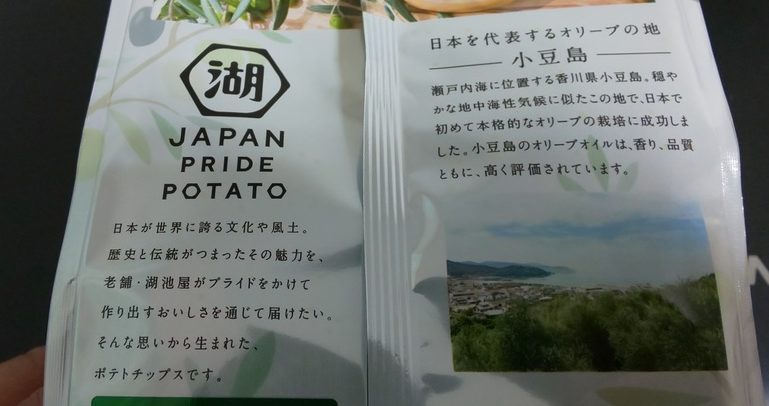 湖
JAPAN
PRIDE
POTATO
日本が世界に誇る文化や風土。
歴史と伝統がつまったその魅力を、
老舗・湖池屋がプライドをかけて
作り出すおいしさを通じて届けたい。
そんな思いから生まれた、
ポテトチップスです。
日本を代表するオリーブの地
小豆島
瀬戸内海に位置する香川県小豆島。穏や
かな地中海性気候に似たこの地で、日本で
初めて本格的なオリーブの栽培に成功しま
した。小豆島のオリーブオイルは、香り、品質
ともに、高く評価されています。